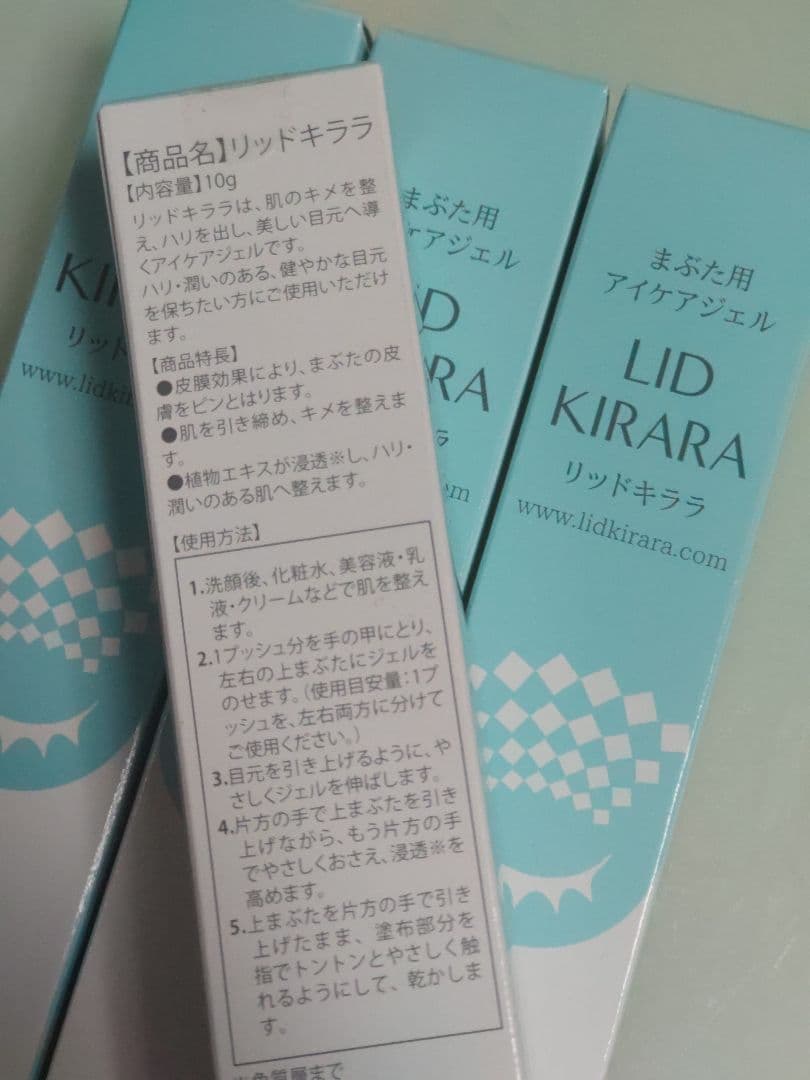 【商品名】リッドキララ
【内容量】10g
リッドキララは、肌のキメを整
え、ハリを出し、美しい目元へ導
くアイケアジェルです。
ハリ・潤いのある、健やかな目元
を保ちたい方にご使用いただけ
ます。
【商品特長】
●皮膜効果により、まぶたの皮
膚をピンとはります。
●肌を引き締め、キメを整えま
す。
●植物エキスが浸透※し、ハリ・
潤いのある肌へ整えます。
【使用方法】
1.洗顔後、化粧水、美容液・乳
液・クリームなどで肌を整え
ます。
2.1プッシュ分を手の甲にとり、
左右の上まぶたにジェルを
のせます。（使用目安量：1プ
ッシュを、左右両方に分けて
ご使用ください。）
3.目元を引き上げるように、や
さしくジェルを伸ばします。
4.片方の手で上まぶたを引き
上げながら、もう片方の手
でやさしくおさえ、浸透※を
高めます。
5.上まぶたを片方の手で引き
上げたまま、塗布部分を
指でトントンとやさしく触
れるようにして、乾かしま
す。
※角質層まで
KI
リッド
www.lidkira
まぶた用
ケアジェル
D
RARA
ラ
.com
まぶた用
アイケアジェル
LID
KIRARA
リッドキララ
www.lidkirara.com